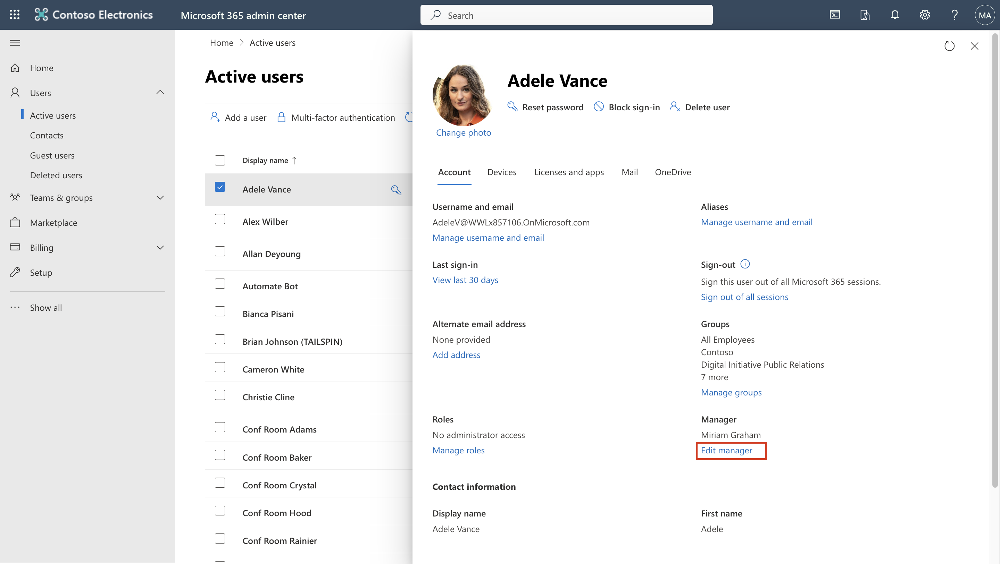 Contoso Electronics
Microsoft 365 admin center
Search
MA
Home
Users
Active users
Contacts
Guest users
Deleted users
Teams & groups
Marketplace
Billing
Setup
Show all
Home > Active users
Active users
Add a user
Multi-factor authentication
Display name ↑
Adele Vance
Alex Wilber
Allan Deyoung
Automate Bot
Bianca Pisani
Brian Johnson (TAILSPIN)
Cameron White
Christie Cline
Conf Room Adams
Conf Room Baker
Conf Room Crystal
Conf Room Hood
Conf Room Rainier
Change photo
Adele Vance
Reset password
Block sign-in
Delete user
Account
Devices
Licenses and apps
Mail
OneDrive
Username and email
AdeleV@WWLx857106.OnMicrosoft.com
Manage username and email
Aliases
Manage username and email
Last sign-in
View last 30 days
Sign-out
Sign this user out of all Microsoft 365 sessions.
Sign out of all sessions
Alternate email address
None provided
Add address
Groups
All Employees
Contoso
Digital Initiative Public Relations
7 more
Manage groups
Roles
No administrator access
Manage roles
Manager
Miriam Graham
Edit manager
Contact information
Display name
Adele Vance
First name
Adele